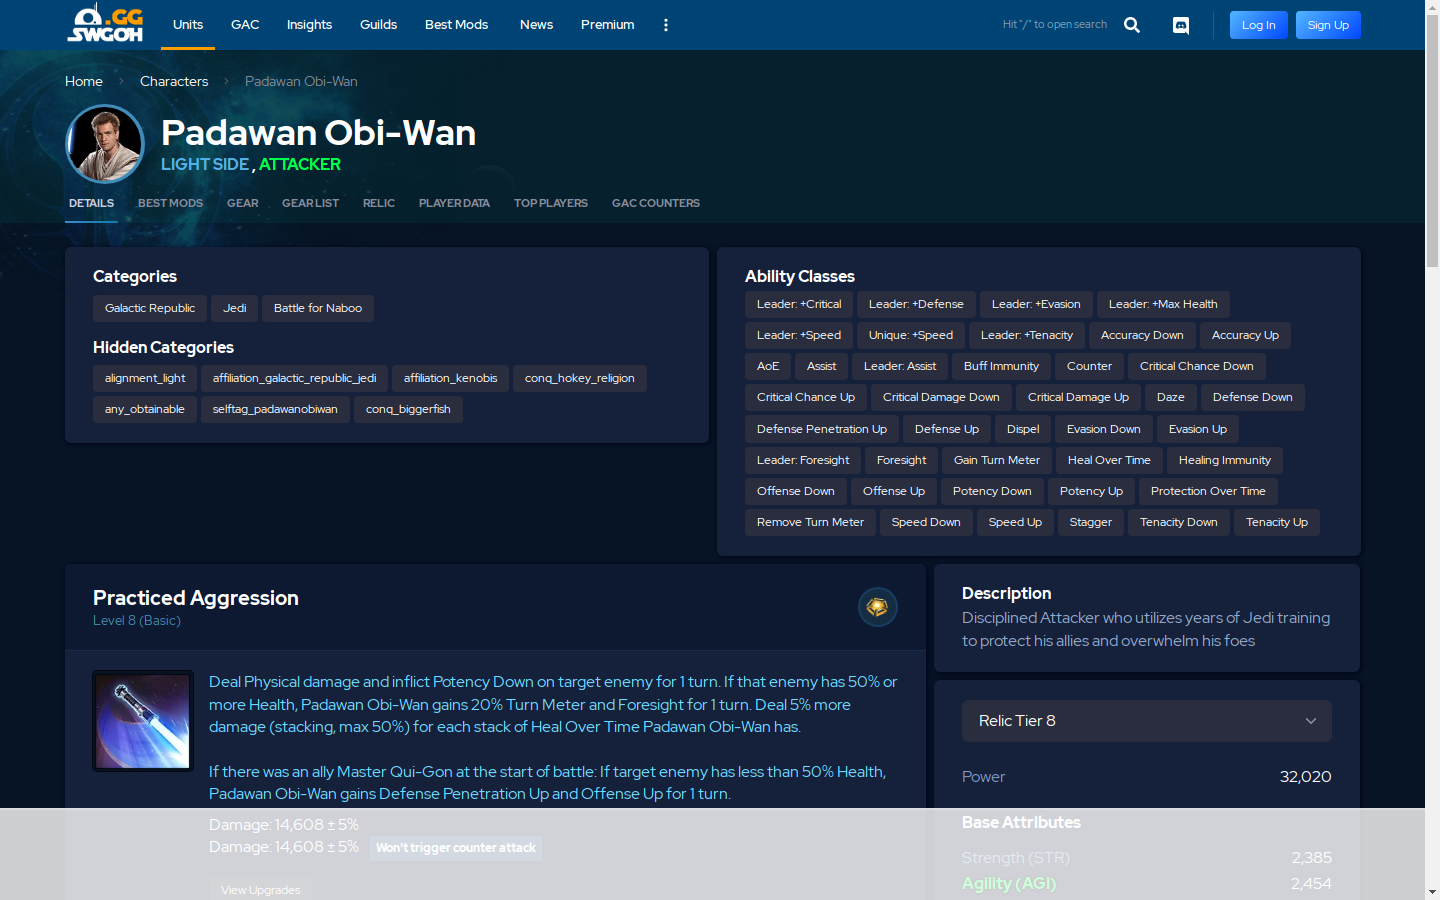 .GG
SWGOH
Units
GAC
Insights
Guilds
Best Mods
News
Premium
Hit "/" to open search
Log In
Sign Up
Home
Characters
Padawan Obi-Wan
Padawan Obi-Wan
LIGHT SIDE , ATTACKER
DETAILS
BEST MODS
GEAR
GEAR LIST
RELIC
PLAYER DATA
TOP PLAYERS
GAC COUNTERS
Categories
Galactic Republic
Jedi
Battle for Naboo
Hidden Categories
alignment_light
affiliation_galactic_republic_jedi
affiliation_kenobis
conq_hokey_religion
any_obtainable
selftag_padawanobiwan
conq_biggerfish
Ability Classes
Leader: +Critical
Leader: +Defense
Leader: +Evasion
Leader: +Max Health
Leader: +Speed
Unique: +Speed
Leader: +Tenacity
Accuracy Down
Accuracy Up
AoE
Assist
Leader: Assist
Buff Immunity
Counter
Critical Chance Down
Critical Chance Up
Critical Damage Down
Critical Damage Up
Daze
Defense Down
Defense Penetration Up
Defense Up
Dispel
Evasion Down
Evasion Up
Leader: Foresight
Foresight
Gain Turn Meter
Heal Over Time
Healing Immunity
Offense Down
Offense Up
Potency Down
Potency Up
Protection Over Time
Remove Turn Meter
Speed Down
Speed Up
Stagger
Tenacity Down
Tenacity Up
Practiced Aggression
Level 8 (Basic)
Deal Physical damage and inflict Potency Down on target enemy for 1 turn. If that enemy has 50% or
more Health, Padawan Obi-Wan gains 20% Turn Meter and Foresight for 1 turn. Deal 5% more
damage (stacking, max 50%) for each stack of Heal Over Time Padawan Obi-Wan has.
If there was an ally Master Qui-Gon at the start of battle: If target enemy has less than 50% Health,
Padawan Obi-Wan gains Defense Penetration Up and Offense Up for 1 turn.
Damage: 14,608 ± 5%
Damage: 14,608 ± 5% Won't trigger counter attack
View Upgrades
Description
Disciplined Attacker who utilizes years of Jedi training
to protect his allies and overwhelm his foes
Relic Tier 8
Power 32,020
Base Attributes
Strength (STR) 2,385
Agility (AGI) 2,454